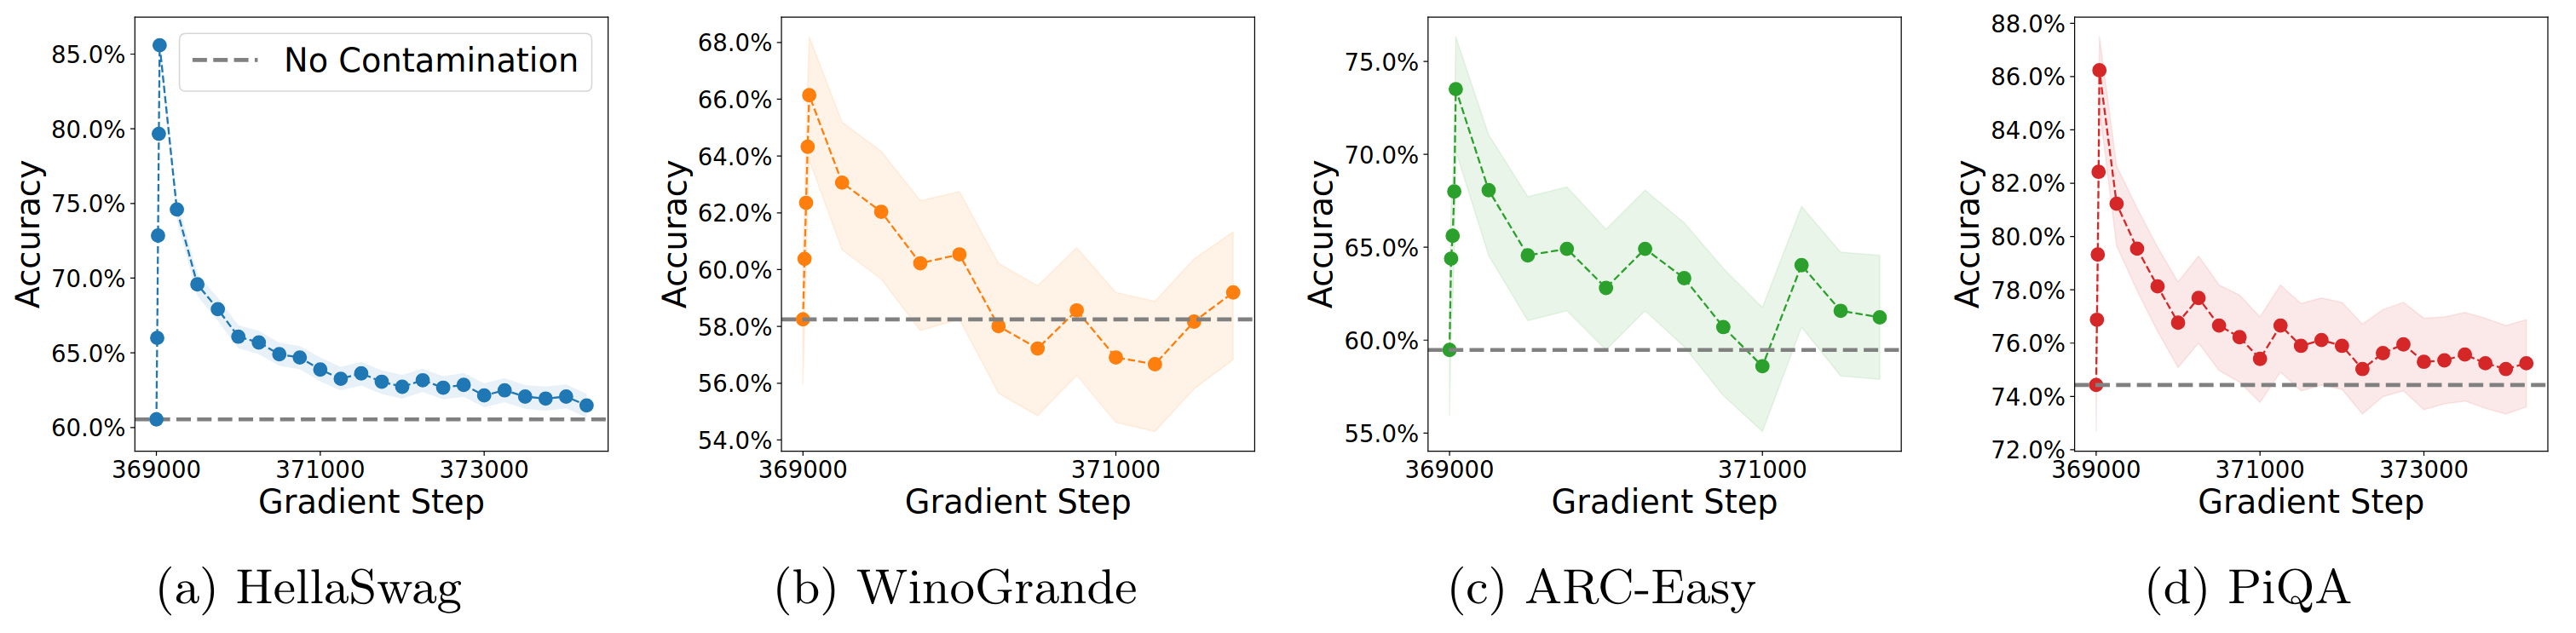 85.0%
80.0%
75.0%
70.0%
65.0%
60.0%
Accuracy
No Contamination
369000 371000 373000
Gradient Step
(a) HellaSwag
68.0%
66.0%
64.0%
62.0%
60.0%
58.0%
56.0%
54.0%
Accuracy
369000 371000
Gradient Step
(b) WinoGrande
75.0%
70.0%
65.0%
60.0%
55.0%
Accuracy
369000 371000
Gradient Step
(c) ARC-Easy
88.0%
86.0%
84.0%
82.0%
80.0%
78.0%
76.0%
74.0%
72.0%
Accuracy
369000 371000 373000
Gradient Step
(d) PiQA